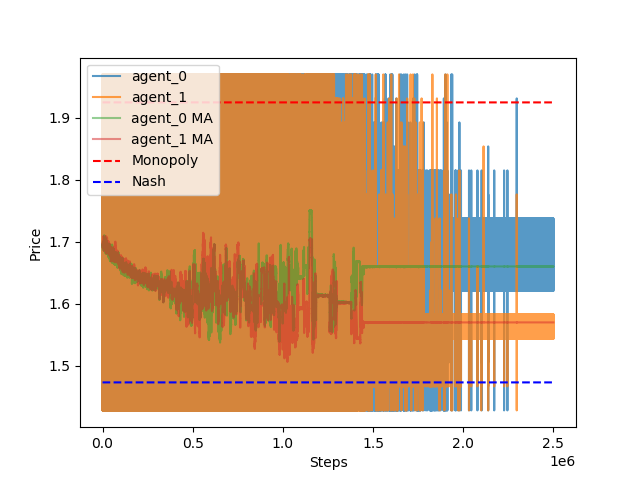 agent_0
agent_1
agent_0 MA
agent_1 MA
Monopoly
Nash
Price
1.9
1.8
1.7
1.6
1.5
0.0 0.5 1.0 1.5 2.0 2.5
Steps 1e6